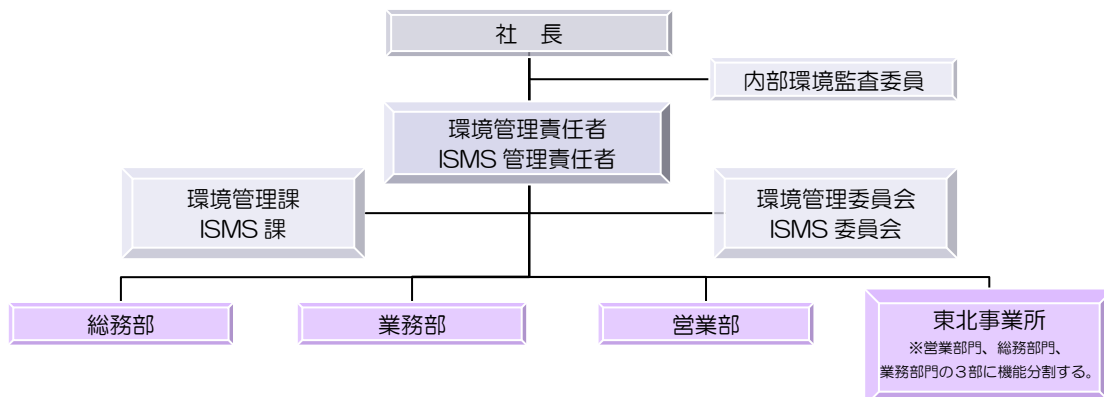 社　長
内部環境監査委員
環境管理責任者
ISMS 管理責任者
環境管理課
ISMS 課
環境管理委員会
ISMS 委員会
総務部
業務部
営業部
東北事業所
※営業部門、総務部門、
業務部門の３部に機能分割する。